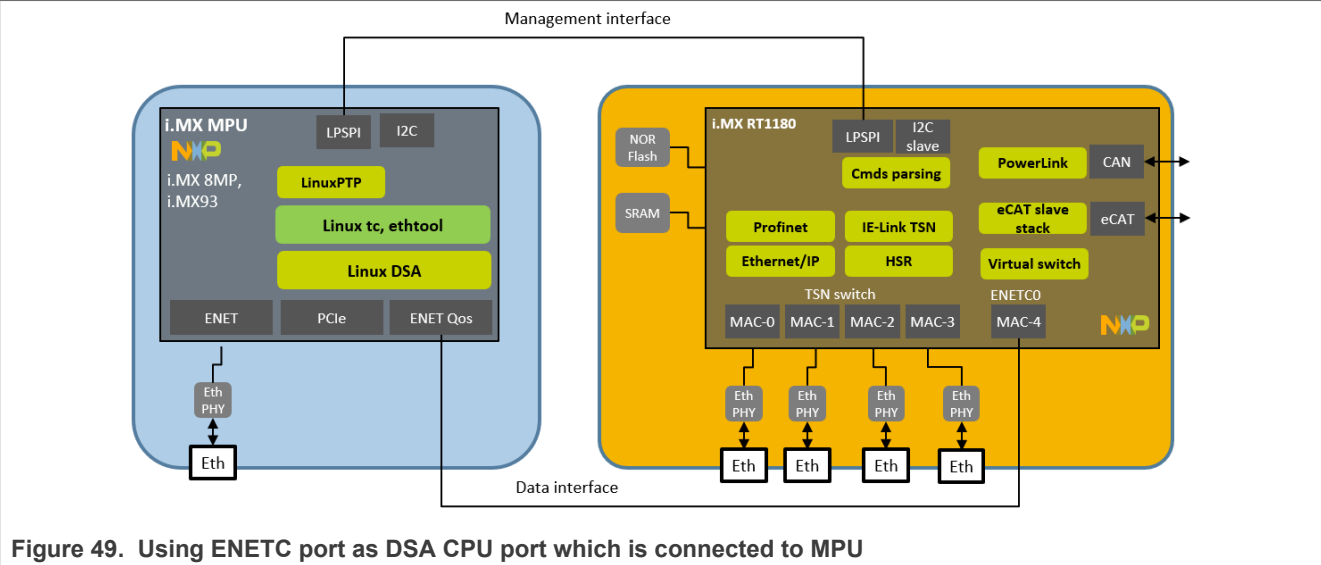 Management interface
i.MX MPU
NXP
i.MX 8MP,
i.MX93
LPSPI
I2C
LinuxPTP
Linux tc, ethtool
Linux DSA
ENET
PCIe
ENET Qos
Eth
PHY
Eth
NOR
Flash
SRAM
i.MX RT1180
LPSPI
I2C
slave
Cmds parsing
PowerLink
CAN
eCAT slave
stack
eCAT
Profinet
IE-Link TSN
Ethernet/IP
HSR
Virtual switch
TSN switch
ENETC0
MAC-0
MAC-1
MAC-2
MAC-3
MAC-4
NXP
Eth
PHY
Eth
PHY
Eth
PHY
Eth
PHY
Eth
Eth
Eth
Eth
Data interface
Figure 49. Using ENETC port as DSA CPU port which is connected to MPU